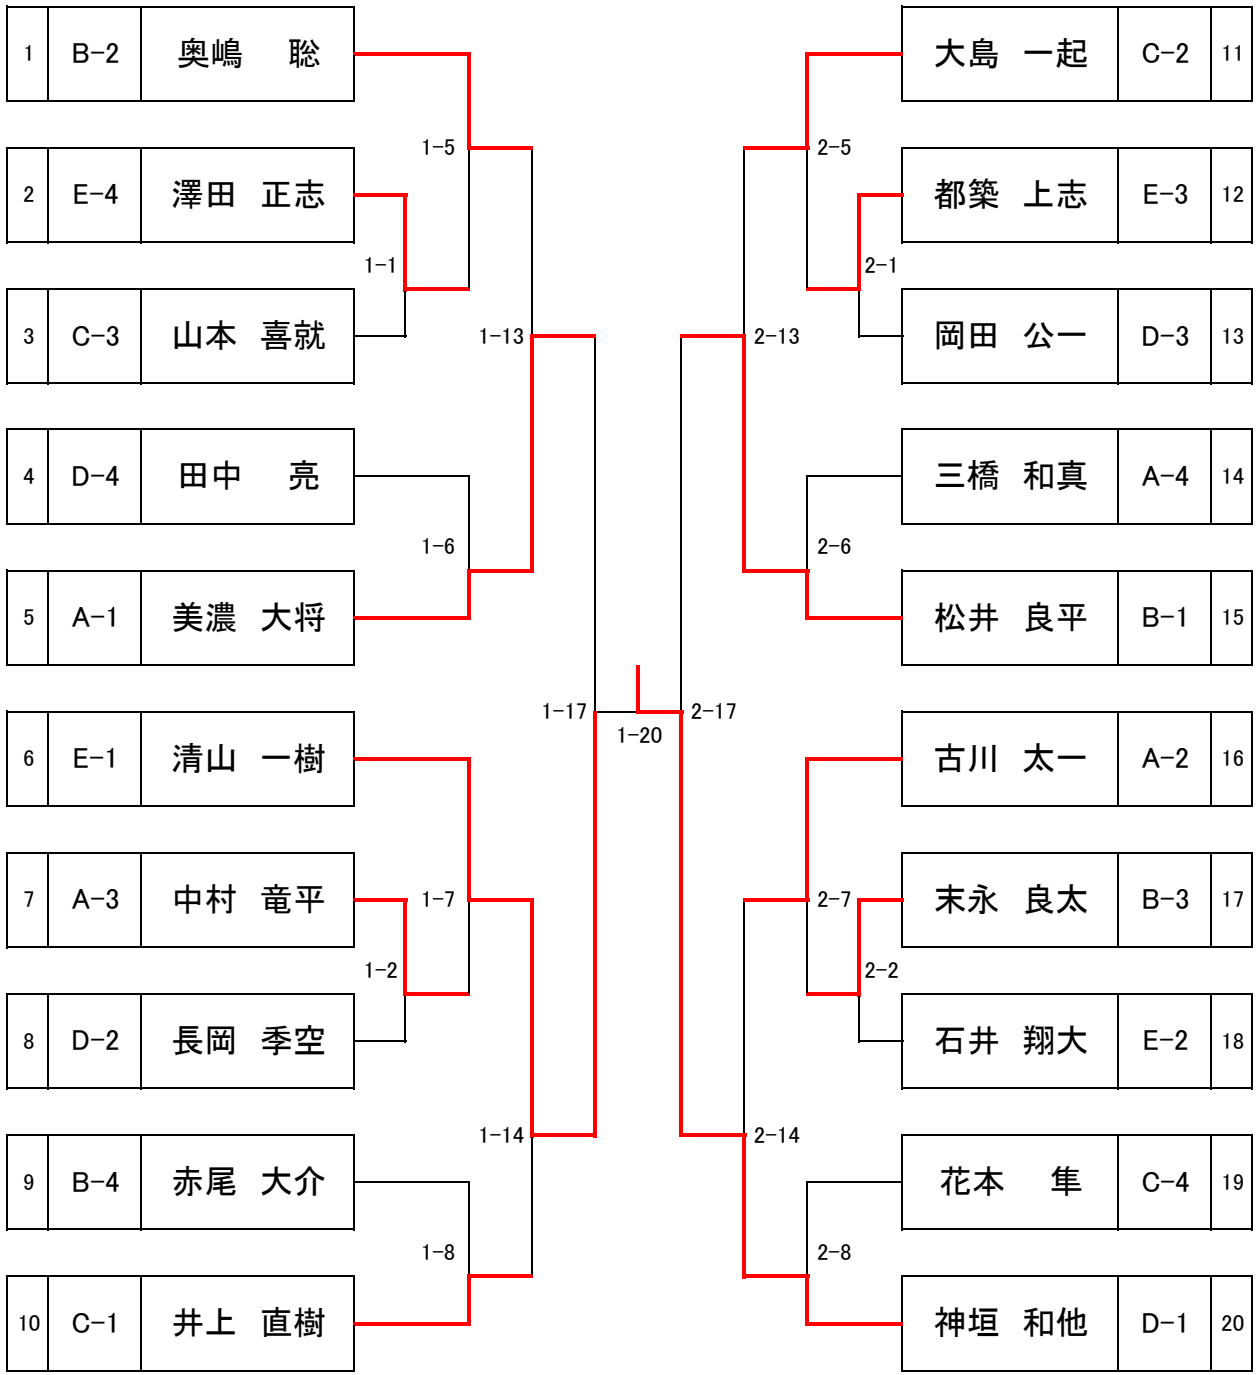 1 B-2 奥嶋 聡
2 E-4 澤田 正志
3 C-3 山本 喜就
4 D-4 田中 亮
5 A-1 美濃 大将
6 E-1 清山 一樹
7 A-3 中村 竜平
8 D-2 長岡 季空
9 B-4 赤尾 大介
10 C-1 井上 直樹
1-5
1-1
1-13
1-6
1-17
1-7
1-2
1-14
1-8
1-20
2-5
2-1
2-13
2-6
2-17
2-7
2-2
2-14
2-8
大島 一起 C-2 11
都築 上志 E-3 12
岡田 公一 D-3 13
三橋 和真 A-4 14
松井 良平 B-1 15
古川 太一 A-2 16
末永 良太 B-3 17
石井 翔大 E-2 18
花本 隼 C-4 19
神垣 和他 D-1 20